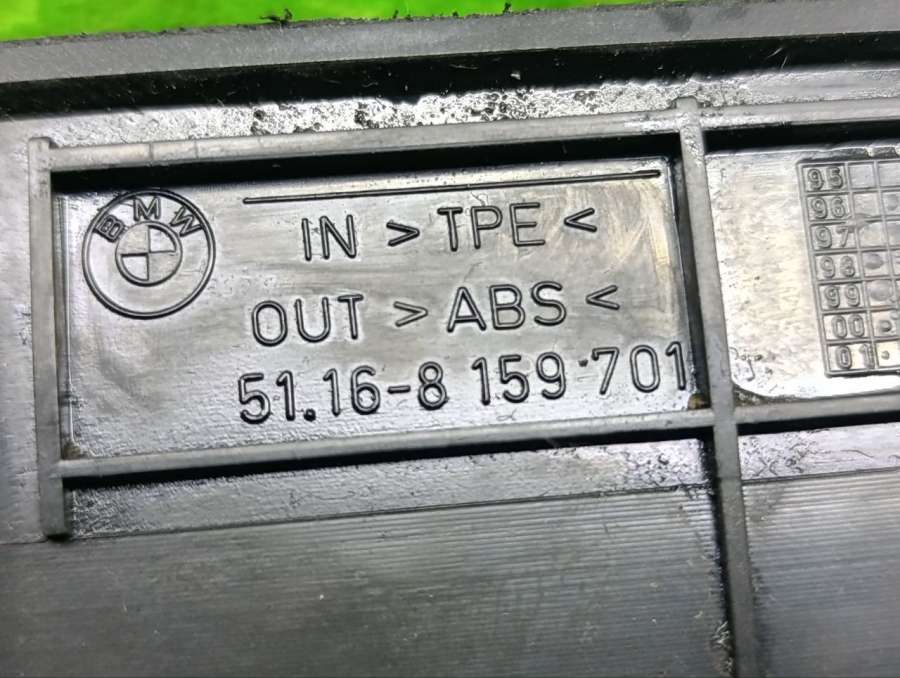 BMW
IN > TPE <
OUT > ABS <
51.16-8 159 701
95
96
97
98
99
00
01